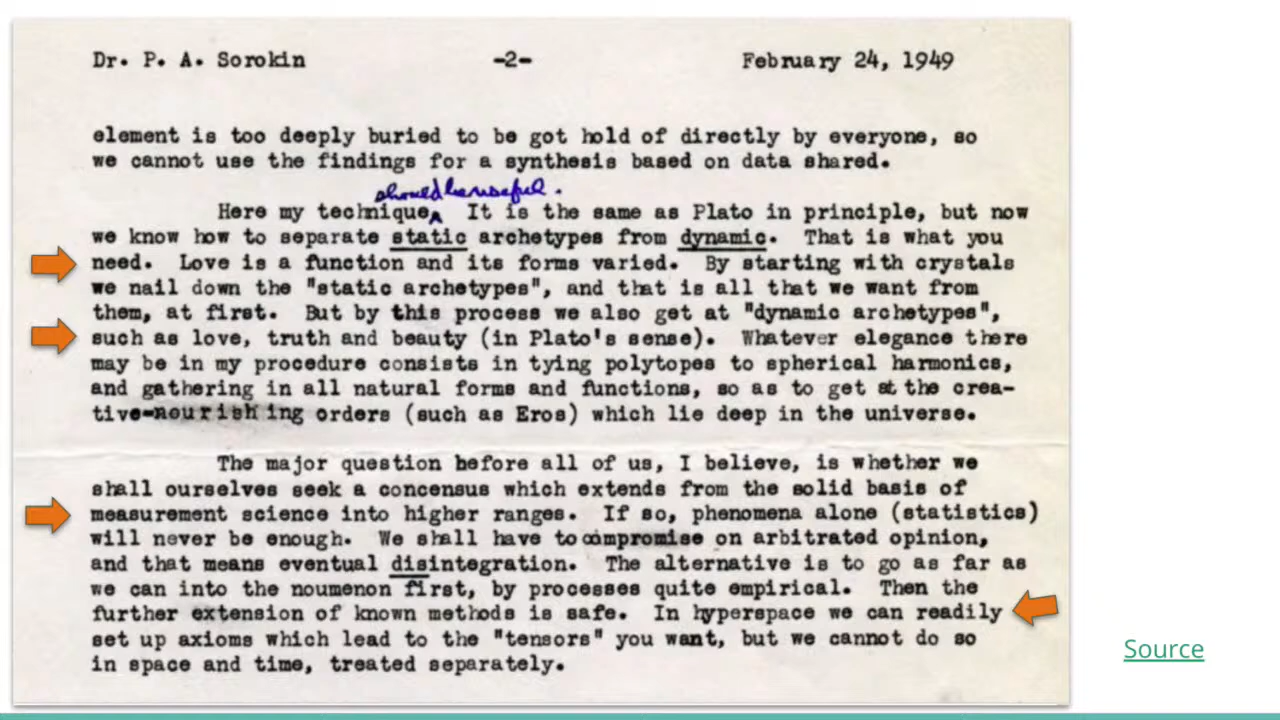 Dr. P. A. Sorokin -2- February 24, 1949
element is too deeply buried to be got hold of directly by everyone, so
we cannot use the findings for a synthesis based on data shared.
should be useful.
Here my technique^ It is the same as Plato in principle, but now
we know how to separate static archetypes from dynamic. That is what you
need. Love is a function and its forms varied. By starting with crystals
we nail down the "static archetypes", and that is all that we want from
them, at first. But by this process we also get at "dynamic archetypes",
such as love, truth and beauty (in Plato's sense). Whatever elegance there
may be in my procedure consists in tying polytopes to spherical harmonics,
and gathering in all natural forms and functions, so as to get at the crea-
tive-nourishing orders (such as Eros) which lie deep in the universe.
The major question before all of us, I believe, is whether we
shall ourselves seek a concensus which extends from the solid basis of
measurement science into higher ranges. If so, phenomena alone (statistics)
will never be enough. We shall have to compromise on arbitrated opinion,
and that means eventual disintegration. The alternative is to go as far as
we can into the noumenon first, by processes quite empirical. Then the
further extension of known methods is safe. In hyperspace we can readily
set up axioms which lead to the "tensors" you want, but we cannot do so
in space and time, treated separately.
Source